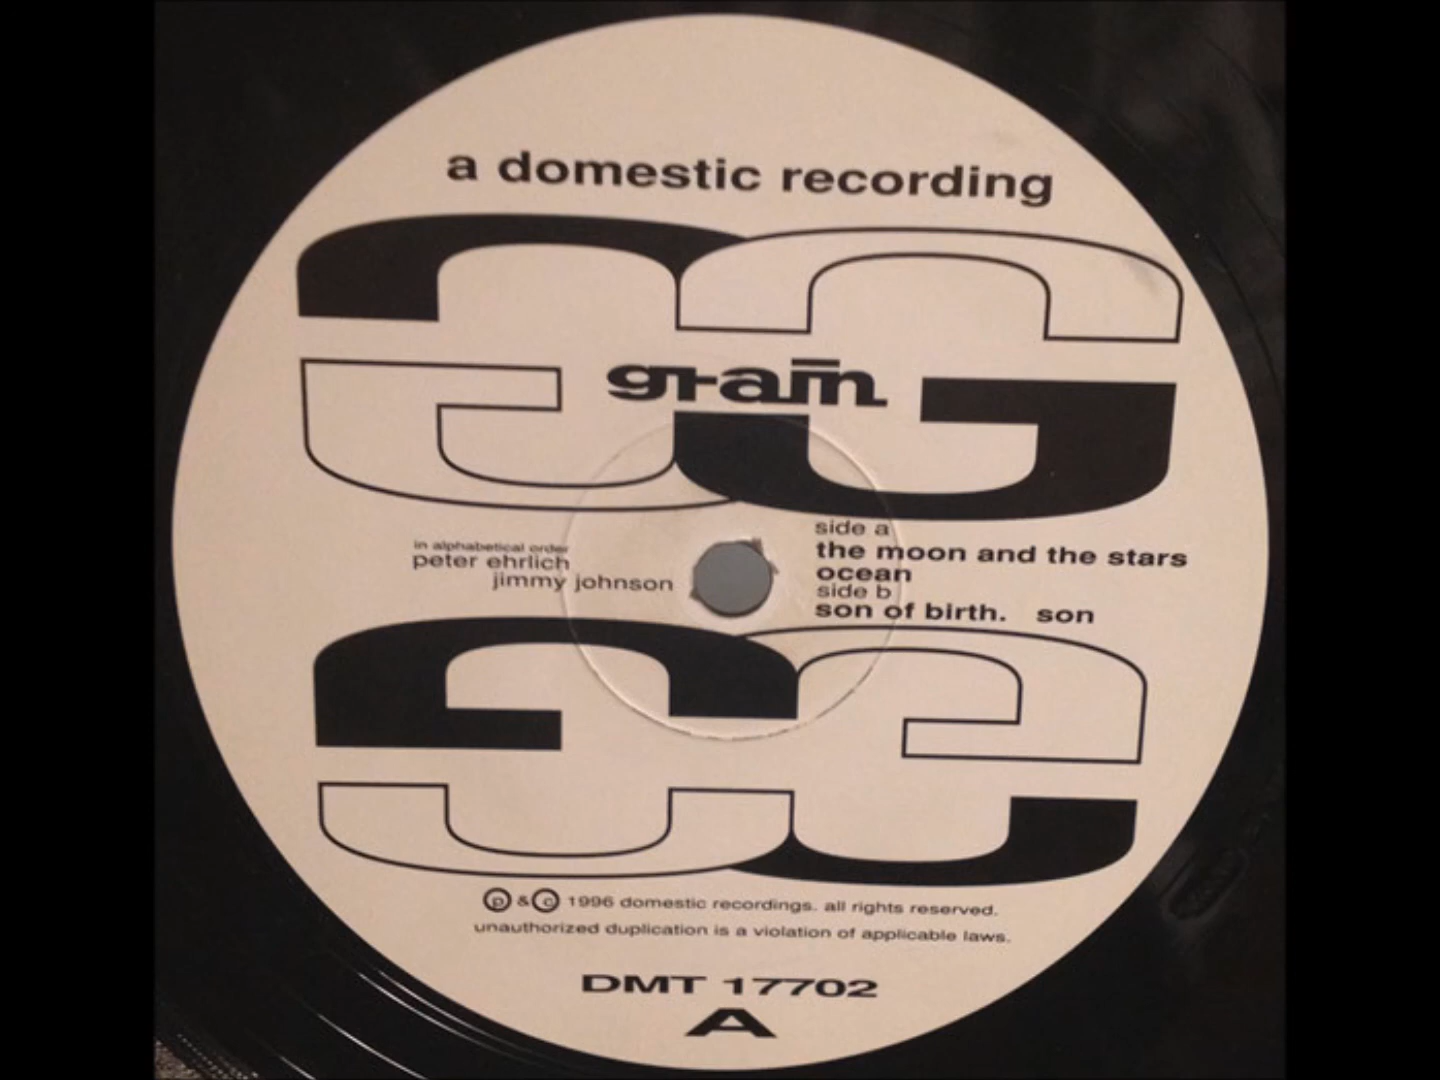 a domestic recording
grain
in alphabetical order
peter ehrlich
jimmy johnson
side a
the moon and the stars
ocean
side b
son of birth. son
℗ & © 1996 domestic recordings. all rights reserved.
unauthorized duplication is a violation of applicable laws.
DMT 17702
A